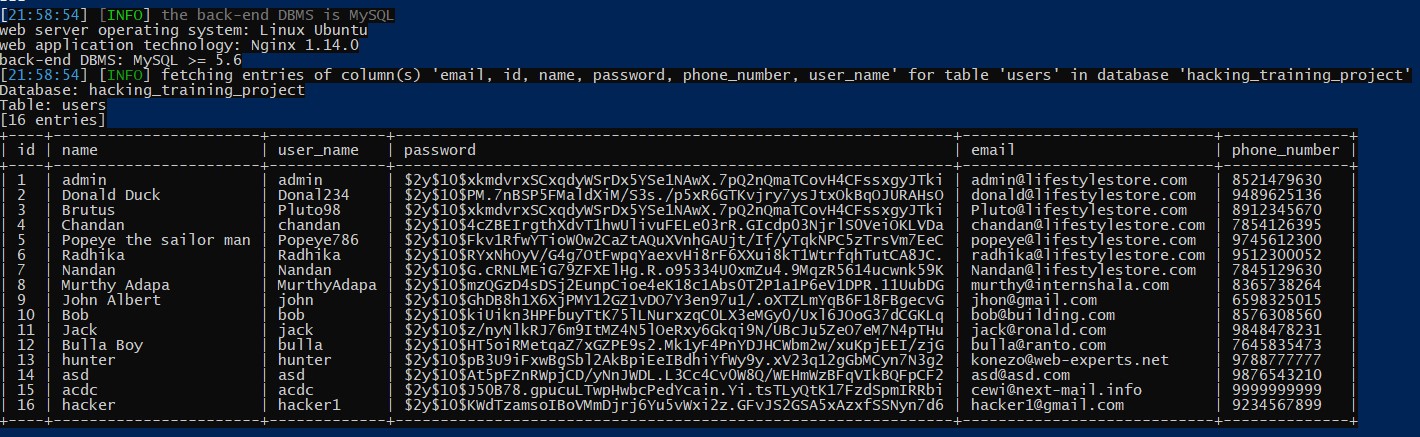 [21:58:54] [INFO] the back-end DBMS is MySQL
web server operating system: Linux Ubuntu
web application technology: Nginx 1.14.0
back-end DBMS: MySQL >= 5.6
[21:58:54] [INFO] fetching entries of column(s) 'email, id, name, password, phone_number, user_name' for table 'users' in database 'hacking_training_project'
Database: hacking_training_project
Table: users
[16 entries]
| id | name | user_name | password | email | phone_number |
| 1 | admin | admin | $2y$10$xkmdvrxSCxqdyWSrDx5YSe1NAwX.7pQ2nQmaTCovH4CFssxgyJTki | admin@lifestylestore.com | 8521479630 |
| 2 | Donald Duck | Donal234 | $2y$10$PM.7nBSP5FMaldXiM/S3s./p5xR6GTKvjry7ysJtxOkBqOJURAHsO | donald@lifestylestore.com | 9489625136 |
| 3 | Brutus | Pluto98 | $2y$10$xkmdvrxSCxqdyWSrDx5YSe1NAwX.7pQ2nQmaTCovH4CFssxgyJTki | Pluto@lifestylestore.com | 8912345670 |
| 4 | Chandan | chandan | $2y$10$4cZBEIrgthXdvT1hwUlivuFELeO3rR.GIcdpO3NjrlSOVeiOKLVDa | chandan@lifestylestore.com | 7854126395 |
| 5 | Popeye the sailor man | Popeye786 | $2y$10$Fkv1RfwYTioW0w2CaZtAQuXVnhGAUjt/If/yTqkNPC5zTrsVm7EeC | popeye@lifestylestore.com | 9745612300 |
| 6 | Radhika | Radhika | $2y$10$RYxNhOyV/G4g7OtFwpqYaexvHi8rF6XXui8kT1WtrfqhTutCA8JC. | radhika@lifestylestore.com | 9512300052 |
| 7 | Nandan | Nandan | $2y$10$G.cRNLMEiG79ZFXElHg.R.o95334UOxmZu4.9MqzR5614ucwnk59K | Nandan@lifestylestore.com | 7845129630 |
| 8 | Murthy Adapa | MurthyAdapa | $2y$10$mzQGzD4sDSj2EunpCioe4eK18c1Abs0T2P1a1P6eV1DPR.11UubDG | murthy@internshala.com | 8365738264 |
| 9 | John Albert | john | $2y$10$GhDB8h1X6XjPMY12GZ1vDO7Y3en97u1/.oXTZLmYqB6F18FBgecvG | jhon@gmail.com | 6598325015 |
| 10 | Bob | bob | $2y$10$kiUikn3HPFbuyTtK75lLNurxzqCOLX3eMGyO/Uxl6JOoG37dCGKLq | bob@building.com | 8576308560 |
| 11 | Jack | jack | $2y$10$z/nyNlkRJ76m9ItMZ4N5lOeRxy6Gkqi9N/UBcJu5ZeO7eM7N4pTHu | jack@ronald.com | 9848478231 |
| 12 | Bulla Boy | bulla | $2y$10$HT5oiRMetqaZ7xGZPE9s2.Mk1yF4PnYDJHCWbm2w/xuKpjEEI/zjG | bulla@ranto.com | 7645835473 |
| 13 | hunter | hunter | $2y$10$pB3U9iFxwBgSbl2AkBpiEeIBdhiYfWy9y.xV23q12gGbMCyn7N3g2 | konezo@web-experts.net | 9788777777 |
| 14 | asd | asd | $2y$10$At5pFZnRWpjCD/yNnJWDL.L3Cc4Cv0W8Q/WEHmWzBFqVIkBQFpCF2 | asd@asd.com | 9876543210 |
| 15 | acdc | acdc | $2y$10$J50B78.gpucuLTwpHwbcPedYcain.Yi.tsTLyQtK17FzdSpmIRRbi | cewi@next-mail.info | 9999999999 |
| 16 | hacker | hacker1 | $2y$10$KWdTzamsoIBoVMmDjrj6Yu5vWxi2z.GFvJS2GSA5xAzxfSSNyn7d6 | hacker1@gmail.com | 9234567899 |